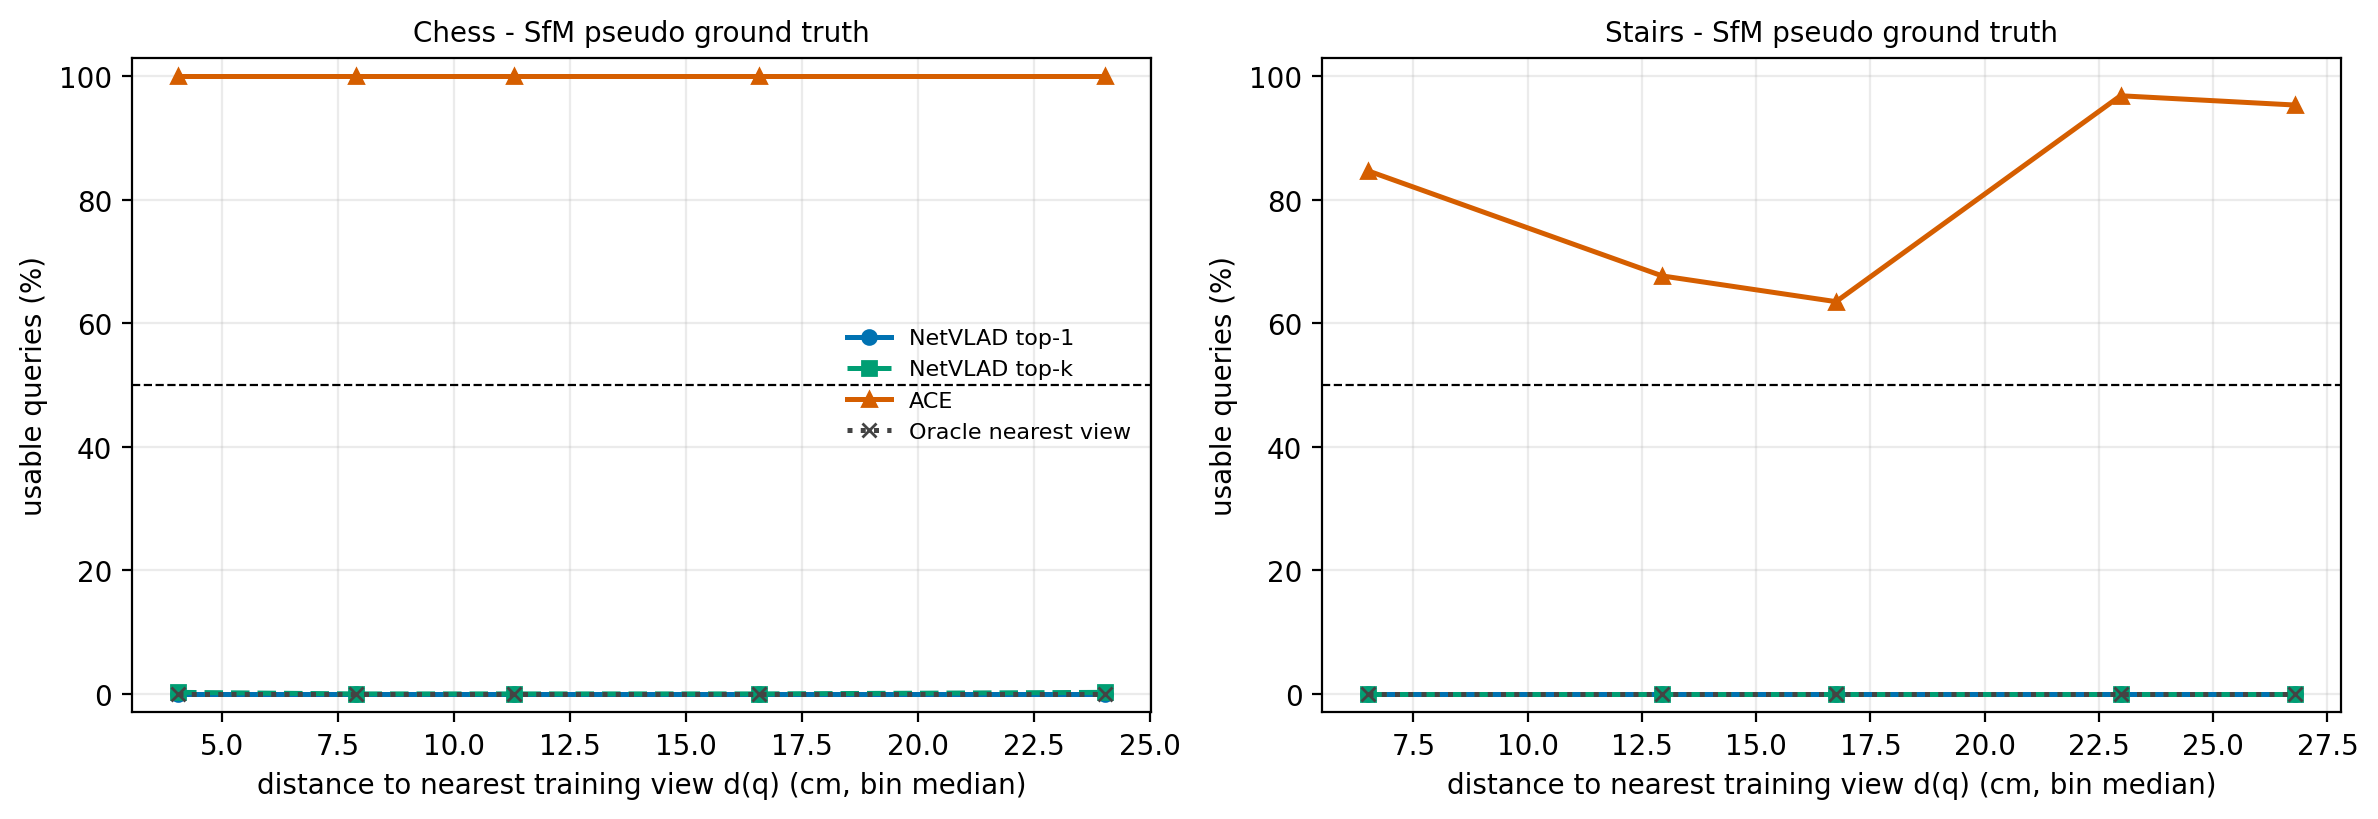 Chess - SfM pseudo ground truth
usable queries (%)
100
80
60
40
20
0
NetVLAD top-1
NetVLAD top-k
ACE
Oracle nearest view
5.0 7.5 10.0 12.5 15.0 17.5 20.0 22.5 25.0
distance to nearest training view d(q) (cm, bin median)
Stairs - SfM pseudo ground truth
usable queries (%)
100
80
60
40
20
0
7.5 10.0 12.5 15.0 17.5 20.0 22.5 25.0 27.5
distance to nearest training view d(q) (cm, bin median)